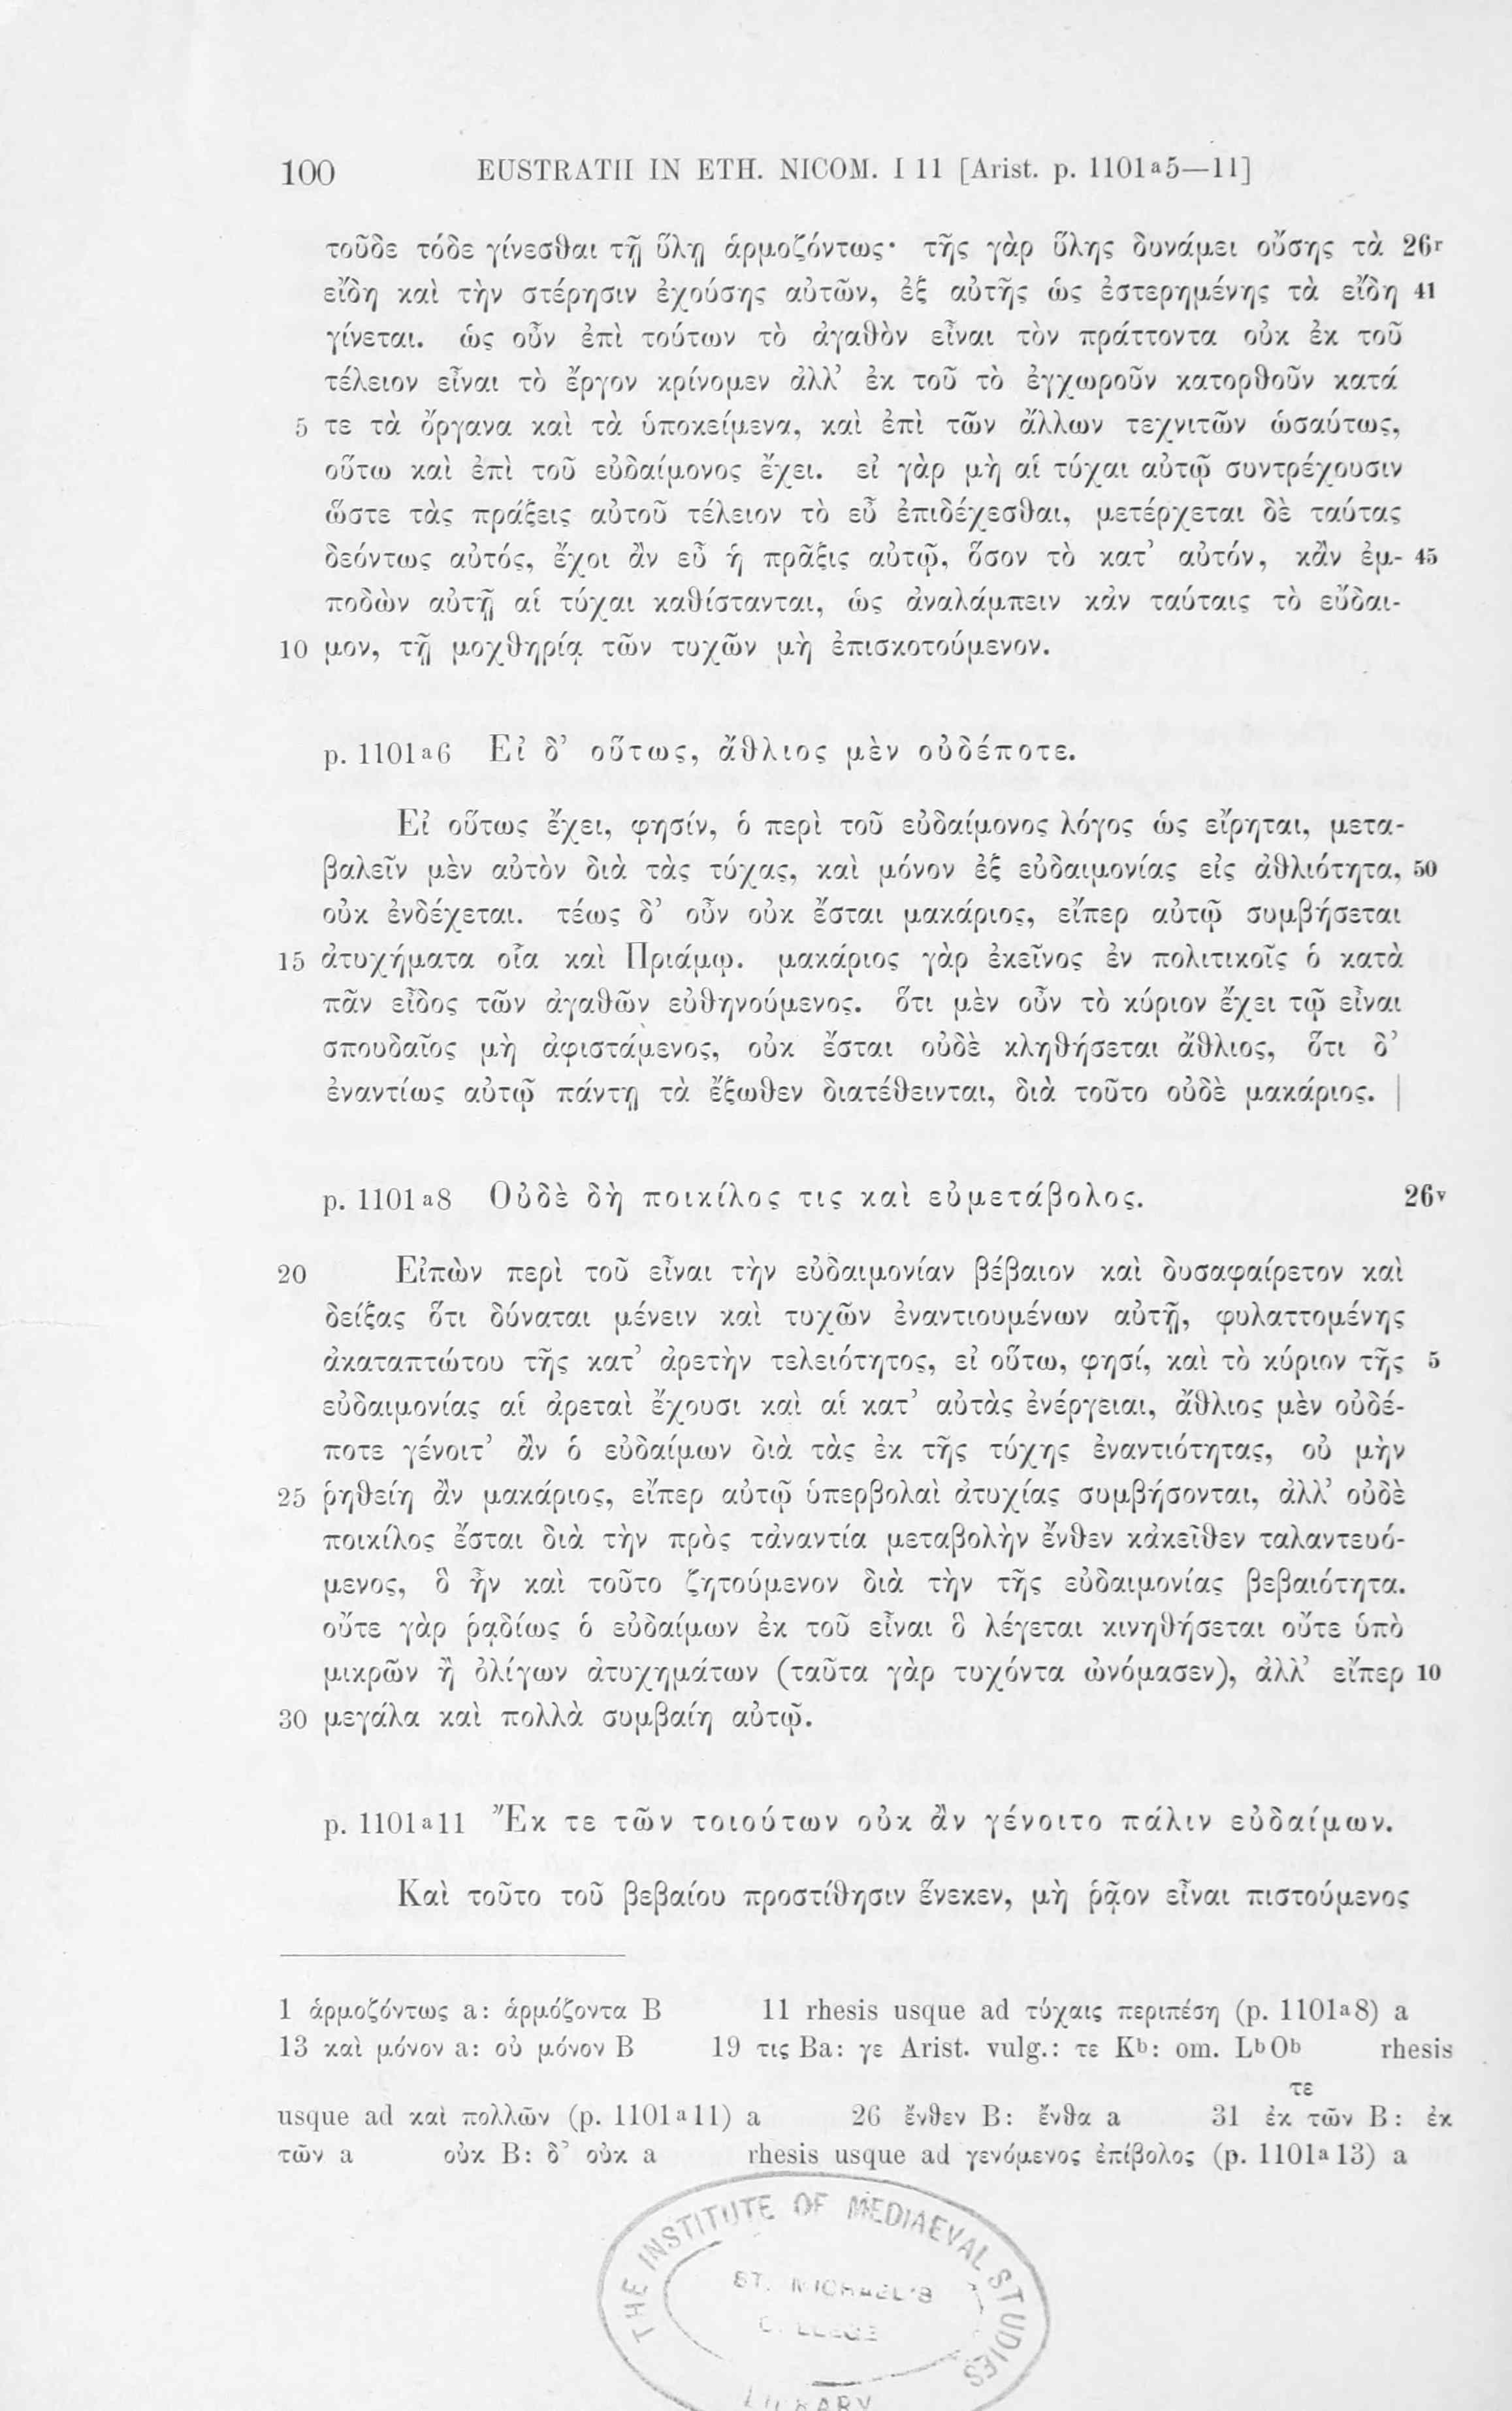 100 EUSTRATII IN ETH. NICOM. I 11 [Arist. p. 1101a5—11]
τοῦδε τόδε γίνεσθαι τῇ ὕλῃ ἁρμοζόντως· τῆς γὰρ ὕλης δυνάμει οὔσης τὰ 26r
εἴδη καὶ τὴν στέρησιν ἐχούσης αὐτῶν, ἐξ αὐτῆς ὡς ἐστερημένης τὰ εἴδη 41
γίνεται. ὡς οὖν ἐπὶ τούτων τὸ ἀγαθὸν εἶναι τὸν πράττοντα οὐκ ἐκ τοῦ
τέλειον εἶναι τὸ ἔργον κρίνομεν ἀλλ’ ἐκ τοῦ τὸ ἐγχωροῦν κατορθοῦν κατά
5 τε τὰ ὄργανα καὶ τὰ ὑποκείμενα, καὶ ἐπὶ τῶν ἄλλων τεχνιτῶν ὡσαύτως,
οὕτω καὶ ἐπὶ τοῦ εὐδαίμονος ἔχει. εἰ γὰρ μὴ αἱ τύχαι αὐτῷ συντρέχουσιν
ὥστε τὰς πράξεις αὐτοῦ τέλειον τὸ εὖ ἐπιδέχεσθαι, μετέρχεται δὲ ταύτας
δεόντως αὐτός, ἔχοι ἂν εὖ ἡ πρᾶξις αὐτῷ, ὅσον τὸ κατ’ αὐτόν, κἂν ἐμ- 45
ποδὼν αὐτῇ αἱ τύχαι καθίστανται, ὡς ἀναλάμπειν κἀν ταύταις τὸ εὔδαι-
10 μον, τῇ μοχθηρίᾳ τῶν τυχῶν μὴ ἐπισκοτούμενον.
p. 1101a6 Εἰ δ’ οὕτως, ἄθλιος μὲν οὐδέποτε.
Εἰ οὕτως ἔχει, φησίν, ὁ περὶ τοῦ εὐδαίμονος λόγος ὡς εἴρηται, μετα-
βαλεῖν μὲν αὐτὸν διὰ τὰς τύχας, καὶ μόνον ἐξ εὐδαιμονίας εἰς ἀθλιότητα, 50
οὐκ ἐνδέχεται. τέως δ’ οὖν οὐκ ἔσται μακάριος, εἴπερ αὐτῷ συμβήσεται
15 ἀτυχήματα οἷα καὶ Πριάμῳ. μακάριος γὰρ ἐκεῖνος ἐν πολιτικοῖς ὁ κατὰ
πᾶν εἶδος τῶν ἀγαθῶν εὐθηνούμενος. ὅτι μὲν οὖν τὸ κύριον ἔχει τῷ εἶναι
σπουδαῖος μὴ ἀφιστάμενος, οὐκ ἔσται οὐδὲ κληθήσεται ἄθλιος, ὅτι δ’
ἐναντίως αὐτῷ πάντῃ τὰ ἔξωθεν διατέθεινται, διὰ τοῦτο οὐδὲ μακάριος. |
p. 1101a8 Οὐδὲ δὴ ποικίλος τις καὶ εὐμετάβολος. 26v
20 Εἰπὼν περὶ τοῦ εἶναι τὴν εὐδαιμονίαν βέβαιον καὶ δυσαφαίρετον καὶ
δείξας ὅτι δύναται μένειν καὶ τυχῶν ἐναντιουμένων αὐτῇ, φυλαττομένης
ἀκαταπτώτου τῆς κατ’ ἀρετὴν τελειότητος, εἰ οὕτω, φησί, καὶ τὸ κύριον τῆς 5
εὐδαιμονίας αἱ ἀρεταὶ ἔχουσι καὶ αἱ κατ’ αὐτὰς ἐνέργειαι, ἄθλιος μὲν οὐδέ-
ποτε γένοιτ’ ἂν ὁ εὐδαίμων διὰ τὰς ἐκ τῆς τύχης ἐναντιότητας, οὐ μὴν
25 ῥηθείη ἂν μακάριος, εἴπερ αὐτῷ ὑπερβολαὶ ἀτυχίας συμβήσονται, ἀλλ’ οὐδὲ
ποικίλος ἔσται διὰ τὴν πρὸς τἀναντία μεταβολὴν ἔνθεν κἀκεῖθεν ταλαντευό-
μενος, ὃ ἦν καὶ τοῦτο ζητούμενον διὰ τὴν τῆς εὐδαιμονίας βεβαιότητα.
οὔτε γὰρ ῥᾳδίως ὁ εὐδαίμων ἐκ τοῦ εἶναι ὃ λέγεται κινηθήσεται οὔτε ὑπὸ
μικρῶν ἢ ὀλίγων ἀτυχημάτων (ταῦτα γὰρ τυχόντα ὠνόμασεν), ἀλλ’ εἴπερ 10
30 μεγάλα καὶ πολλὰ συμβαίη αὐτῷ.
p. 1101a11 Ἔκ τε τῶν τοιούτων οὐκ ἂν γένοιτο πάλιν εὐδαίμων.
Καὶ τοῦτο τοῦ βεβαίου προστίθησιν ἕνεκεν, μὴ ῥᾷον εἶναι πιστούμενος
1 ἁρμοζόντως a: ἁρμόζοντα B 11 rhesis usque ad τύχαις περιπέσῃ (p. 1101a8) a
13 καὶ μόνον a: οὐ μόνον B 19 τις Ba: γε Arist. vulg.: τε Kb: om. LbOb rhesis
τε
usque ad καὶ πολλῶν (p. 1101a11) a 26 ἔνθεν B: ἔνθα a 31 ἐκ τῶν B: ἐκ
τῶν a οὐκ B: δ’ οὐκ a rhesis usque ad γενόμενος ἐπίβολος (p. 1101a13) a
THE INSTITUTE OF MEDIAEVAL STUDIES
ST. MICHAEL'S
COLLEGE
LIBRARY